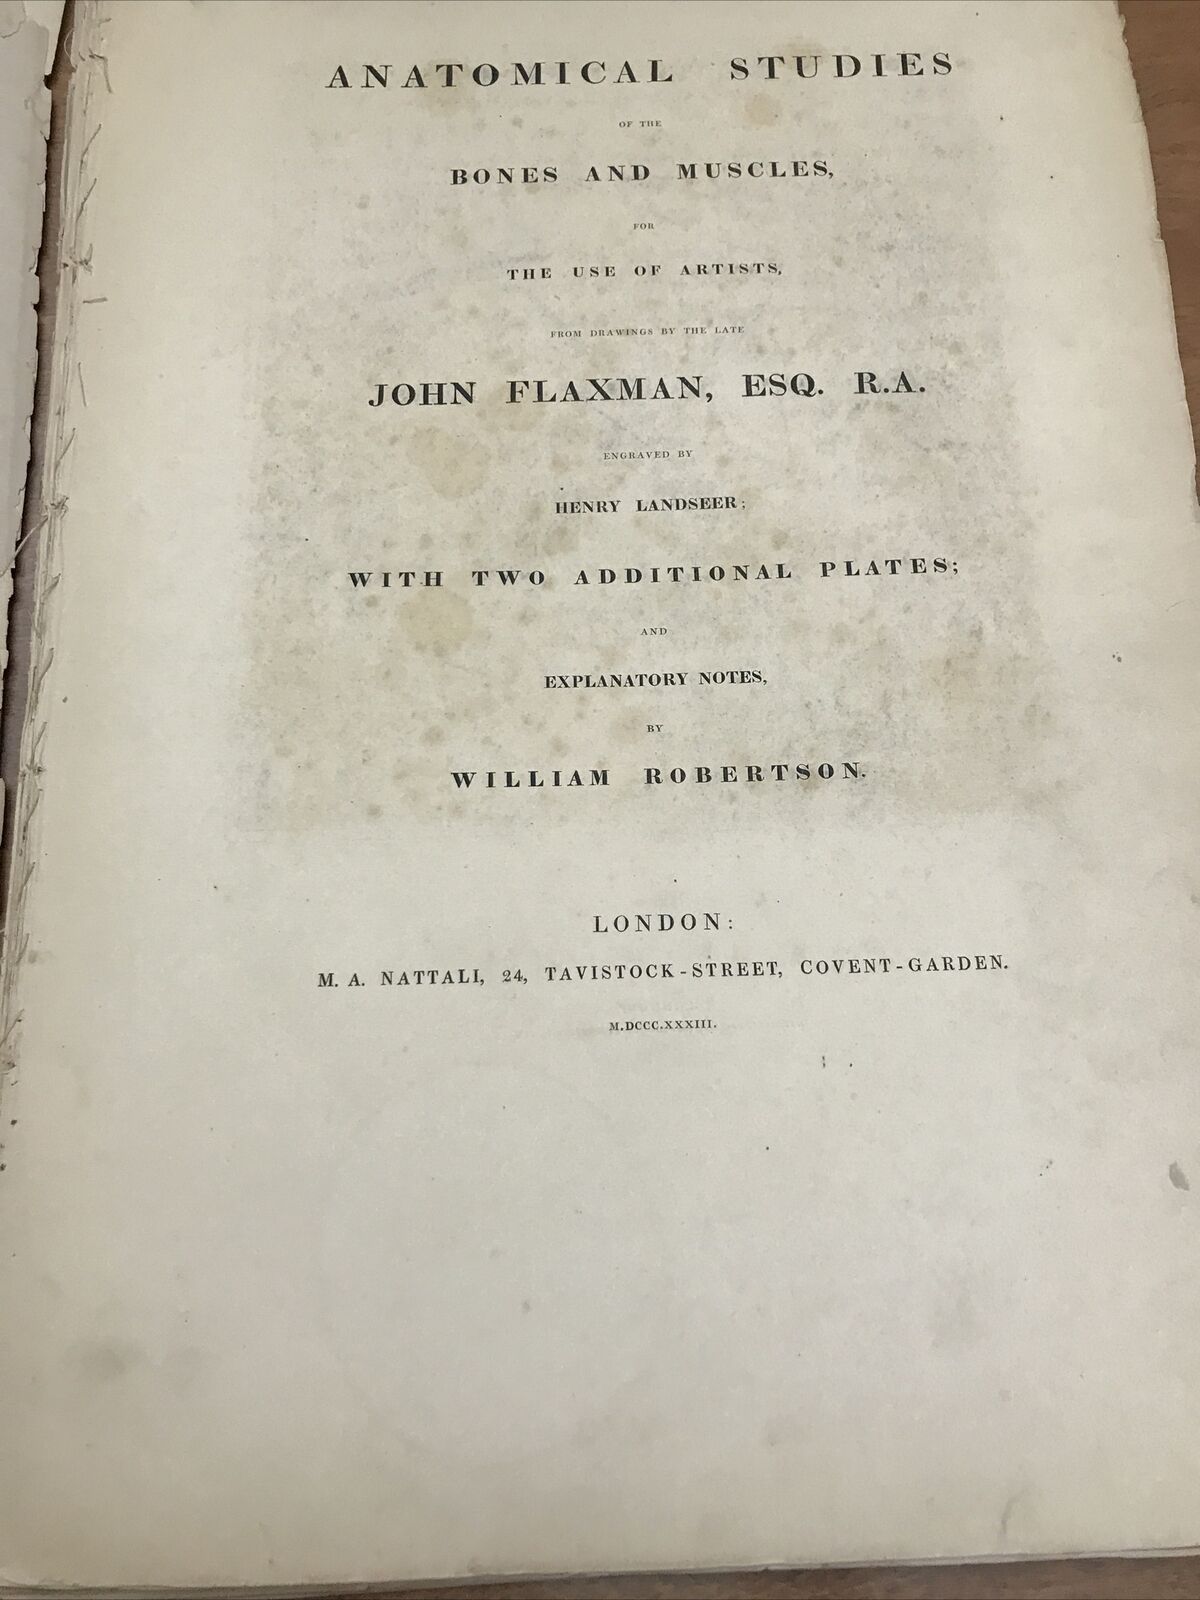 ANATOMICAL STUDIES
OF THE
BONES AND MUSCLES,
FOR
THE USE OF ARTISTS,
FROM DRAWINGS BY THE LATE
JOHN FLAXMAN, ESQ. R.A.
ENGRAVED BY
HENRY LANDSEER;
WITH TWO ADDITIONAL PLATES;
AND
EXPLANATORY NOTES,
BY
WILLIAM ROBERTSON.
LONDON:
M. A. NATTALI, 24, TAVISTOCK-STREET, COVENT-GARDEN.
M.DCCC.XXXIII.